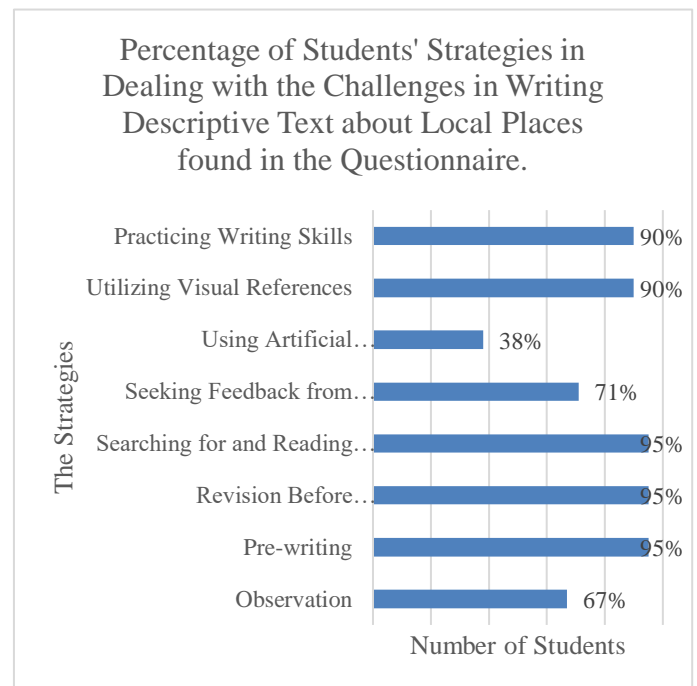 Percentage of Students' Strategies in
Dealing with the Challenges in Writing
Descriptive Text about Local Places
found in the Questionnaire.
Practicing Writing Skills 90%
Utilizing Visual References 90%
Using Artificial… 38%
Seeking Feedback from… 71%
Searching for and Reading… 95%
Revision Before… 95%
Pre-writing 95%
Observation 67%
The Strategies
Number of Students